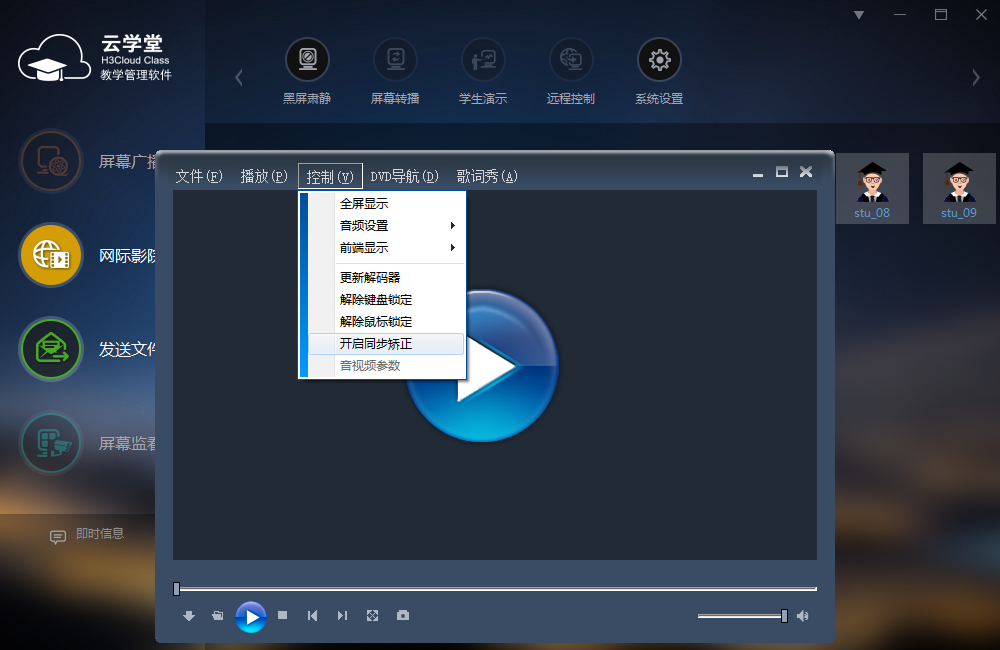 云学堂
H3Cloud Class
教学管理软件
黑屏肃静
屏幕转播
学生演示
远程控制
系统设置
屏幕广播
网际影院
发送文件
屏幕监看
即时信息
文件(F) 播放(P) 控制(V) DVD导航(D) 歌词秀(A)
全屏显示
音频设置
前端显示
更新解码器
解除键盘锁定
解除鼠标锁定
开启同步矫正
音视频参数
stu_08
stu_09